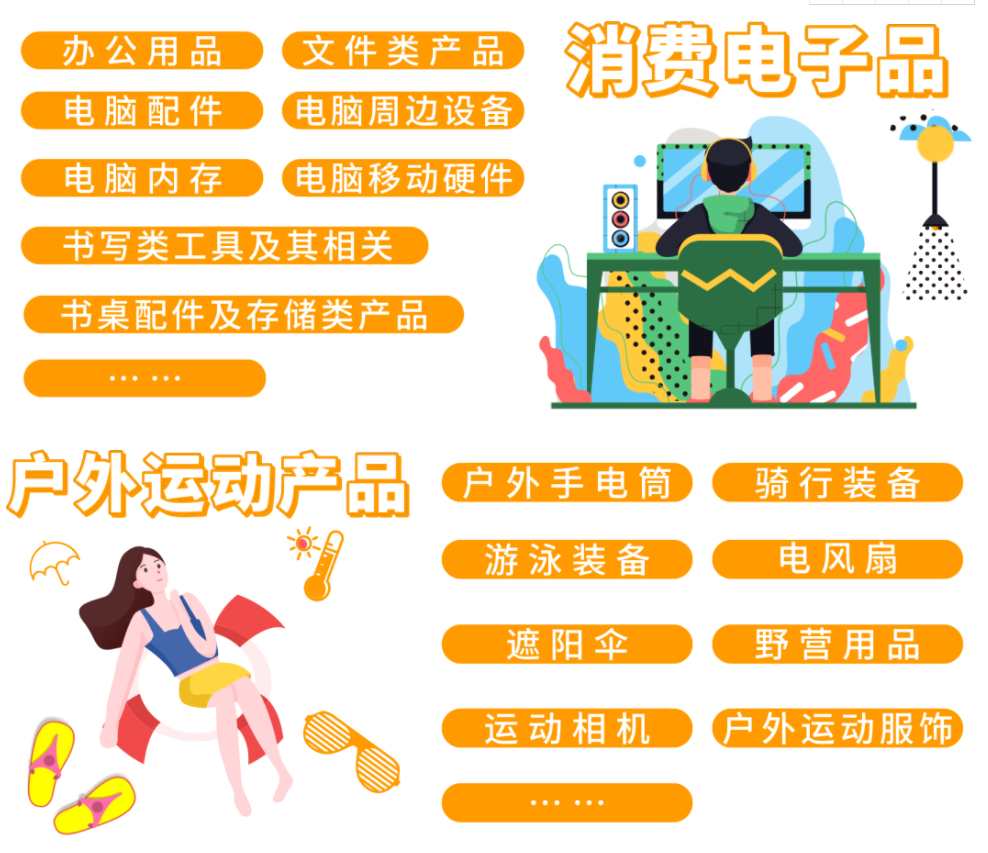 消费电子品
办公用品
文件类产品
电脑配件
电脑周边设备
电脑内存
电脑移动硬件
书写类工具及其相关
书桌配件及存储类产品
··· ···
户外运动产品
户外手电筒
骑行装备
游泳装备
电风扇
遮阳伞
野营用品
运动相机
户外运动服饰
··· ···